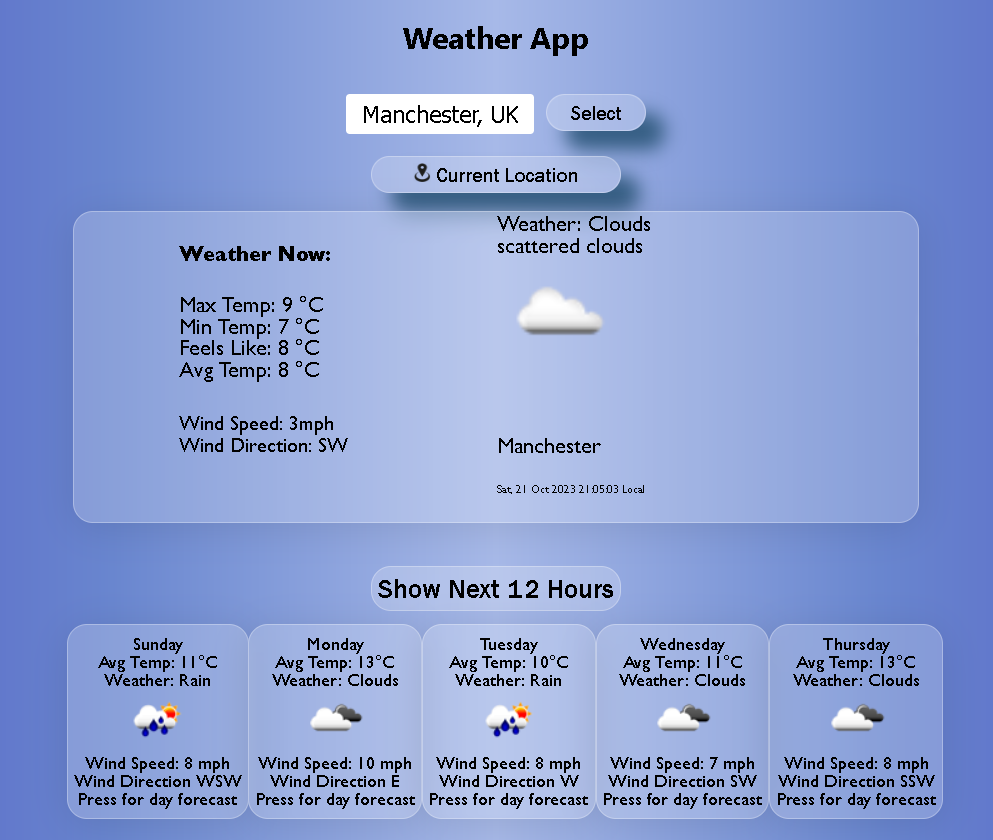 Weather App
Manchester, UK
Select
Current Location
Weather: Clouds
scattered clouds
Weather Now:
Max Temp: 9 °C
Min Temp: 7 °C
Feels Like: 8 °C
Avg Temp: 8 °C
Wind Speed: 3mph
Wind Direction: SW
Manchester
Sat, 21 Oct 2023 21:05:03 Local
Show Next 12 Hours
Sunday
Avg Temp: 11°C
Weather: Rain
Wind Speed: 8 mph
Wind Direction WSW
Press for day forecast
Monday
Avg Temp: 13°C
Weather: Clouds
Wind Speed: 10 mph
Wind Direction E
Press for day forecast
Tuesday
Avg Temp: 10°C
Weather: Rain
Wind Speed: 8 mph
Wind Direction W
Press for day forecast
Wednesday
Avg Temp: 11°C
Weather: Clouds
Wind Speed: 7 mph
Wind Direction SW
Press for day forecast
Thursday
Avg Temp: 13°C
Weather: Clouds
Wind Speed: 8 mph
Wind Direction SSW
Press for day forecast